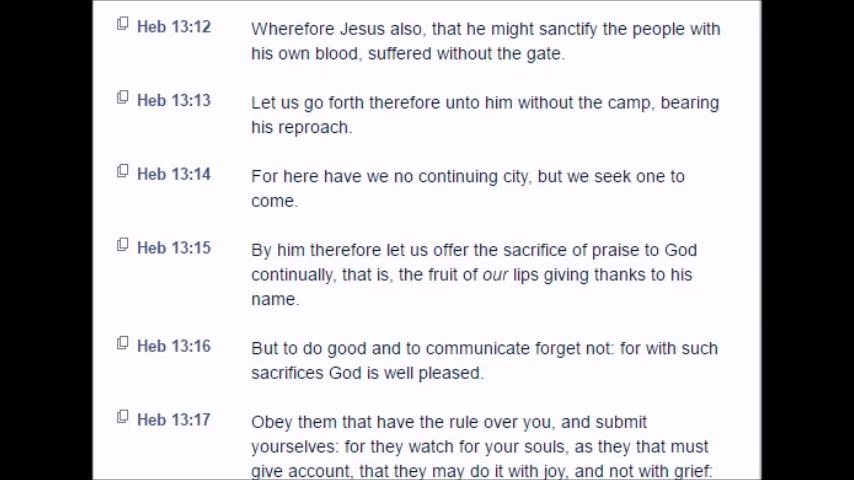 Heb 13:12 Wherefore Jesus also, that he might sanctify the people with
his own blood, suffered without the gate.
Heb 13:13 Let us go forth therefore unto him without the camp, bearing
his reproach.
Heb 13:14 For here have we no continuing city, but we seek one to
come.
Heb 13:15 By him therefore let us offer the sacrifice of praise to God
continually, that is, the fruit of our lips giving thanks to his
name.
Heb 13:16 But to do good and to communicate forget not: for with such
sacrifices God is well pleased.
Heb 13:17 Obey them that have the rule over you, and submit
yourselves: for they watch for your souls, as they that must
give account, that they may do it with joy, and not with grief: